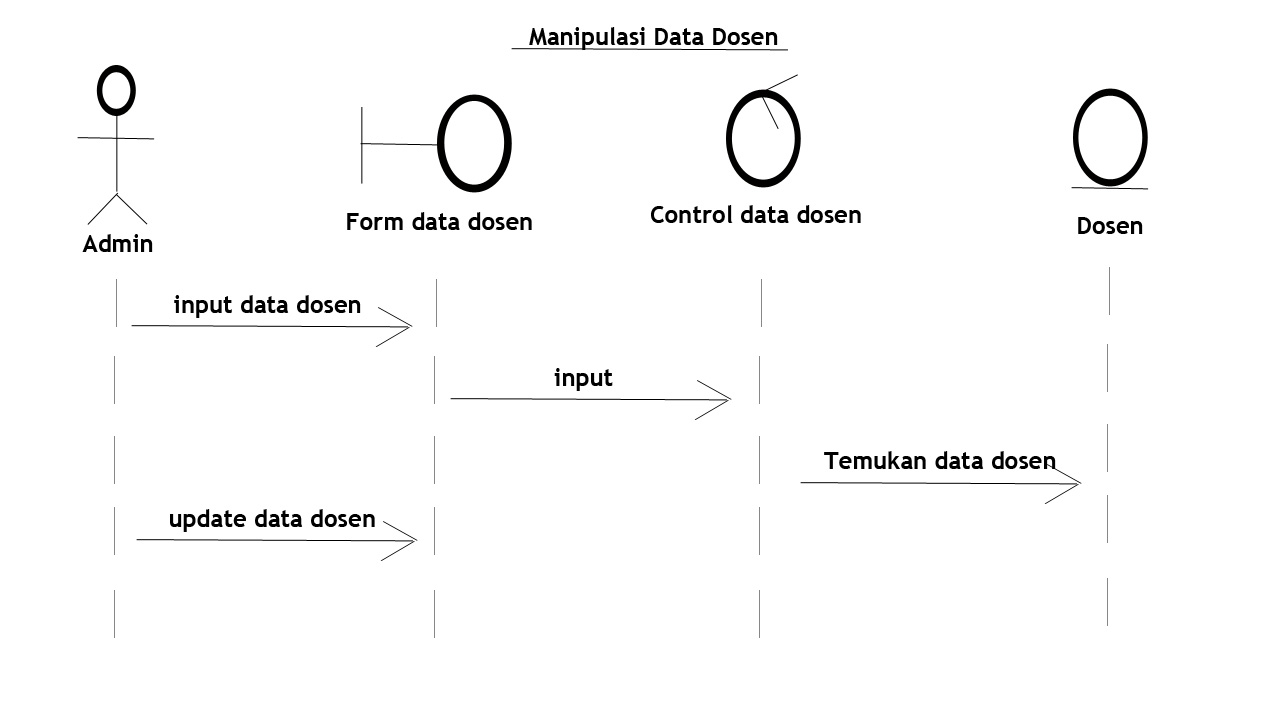 Manipulasi Data Dosen
Admin
Form data dosen
Control data dosen
Dosen
input data dosen
input
Temukan data dosen
update data dosen